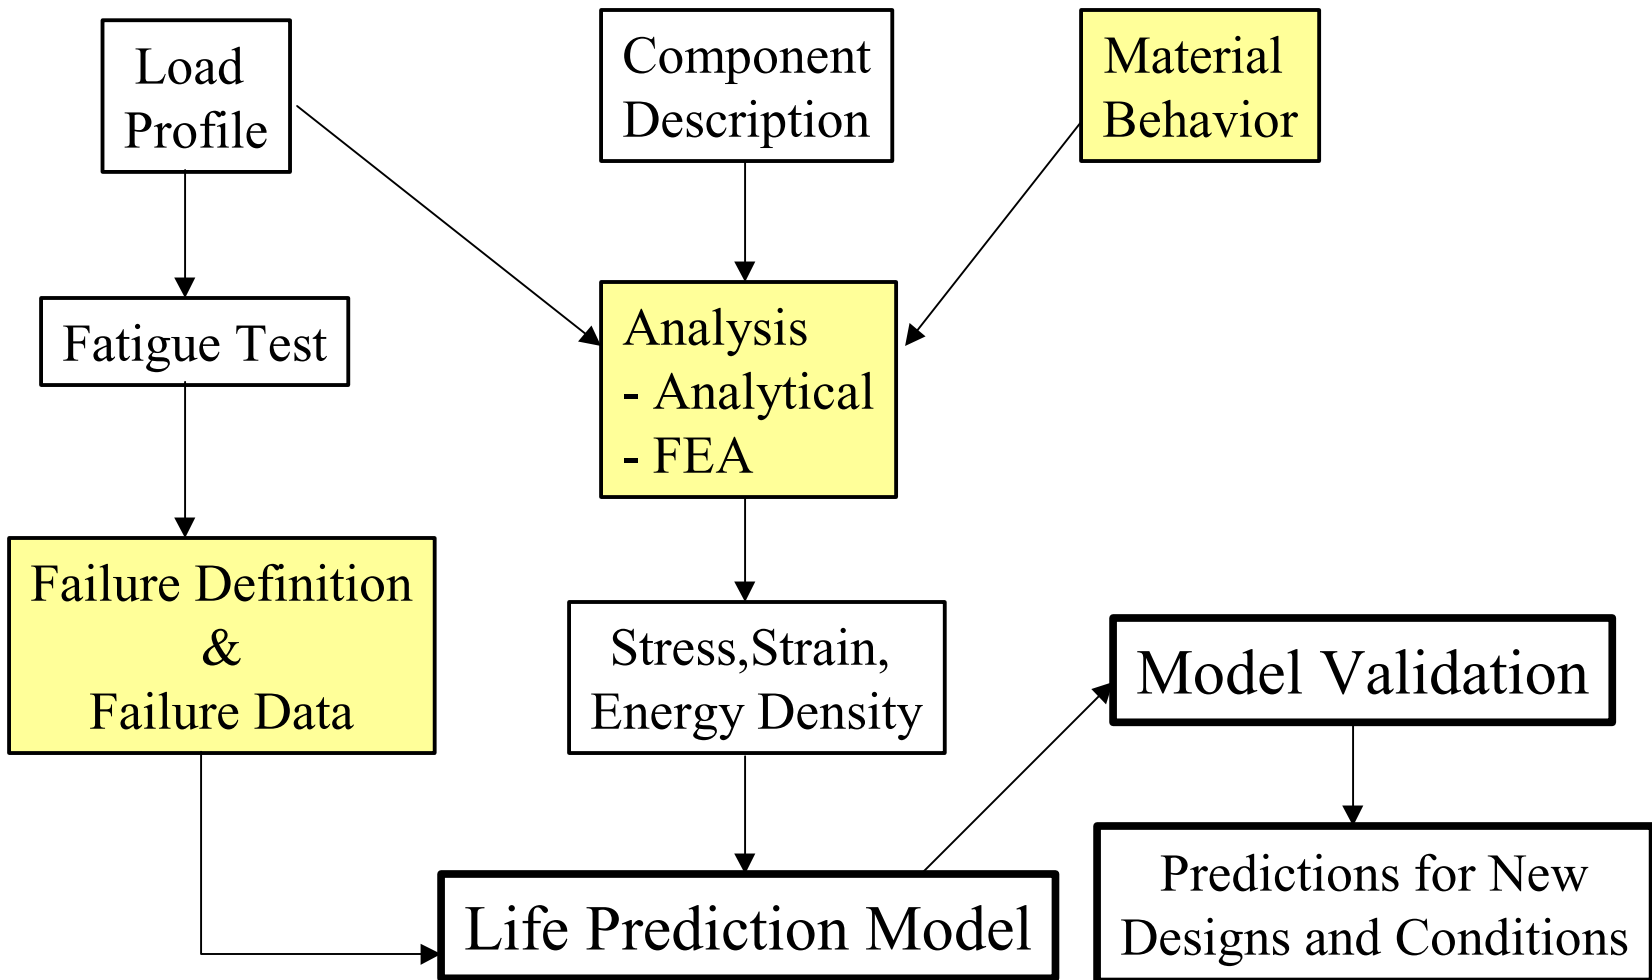 Load
Profile
Component
Description
Material
Behavior
Fatigue Test
Analysis
- Analytical
- FEA
Failure Definition
&
Failure Data
Stress,Strain,
Energy Density
Model Validation
Life Prediction Model
Predictions for New
Designs and Conditions